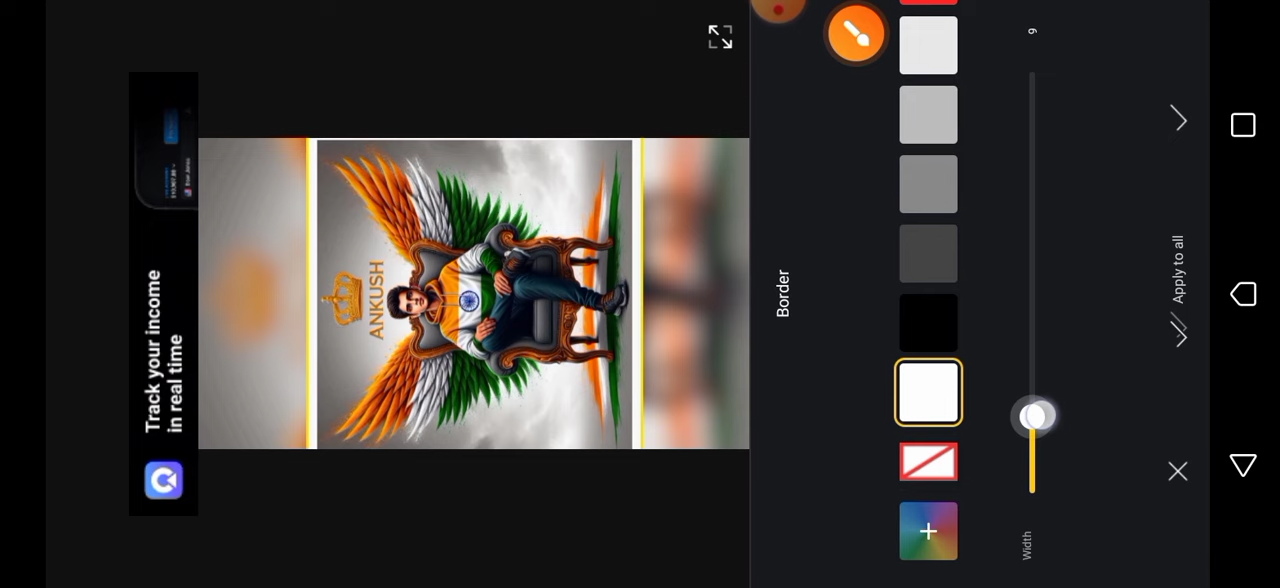 Track your income
in real time
ANKUSH
Border
9
Apply to all
Width